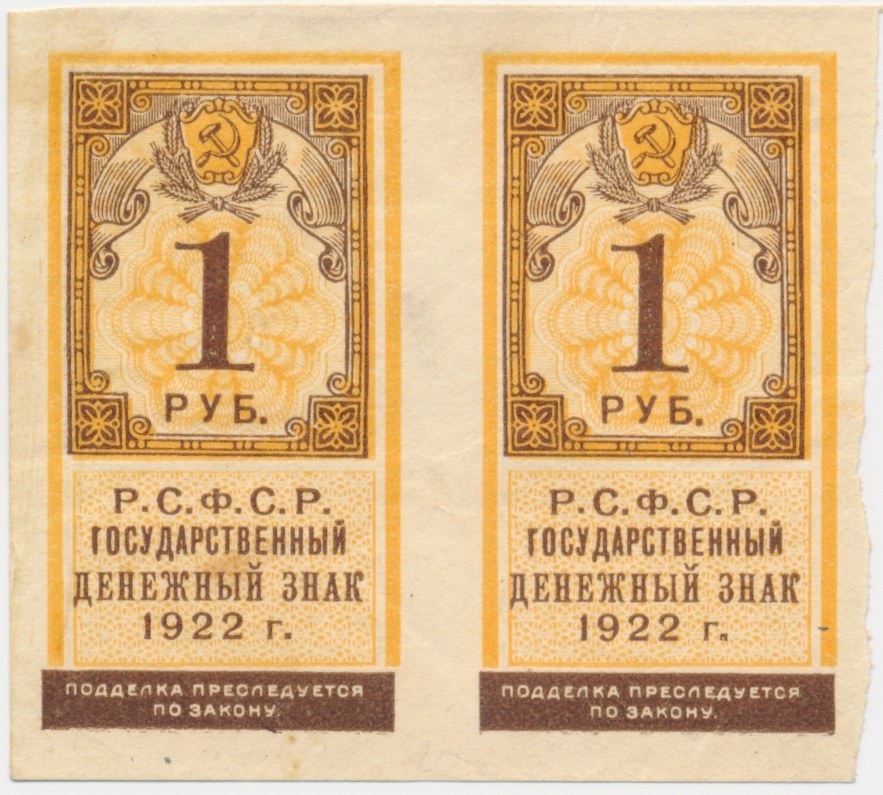 1
РУБ.
Р.С.Ф.С.Р.
ГОСУДАРСТВЕННЫЙ
ДЕНЕЖНЫЙ ЗНАК
1922 г.
ПОДДЕЛКА ПРЕСЛЕДУЕТСЯ
ПО ЗАКОНУ.
1
РУБ.
Р.С.Ф.С.Р.
ГОСУДАРСТВЕННЫЙ
ДЕНЕЖНЫЙ ЗНАК
1922 г.
ПОДДЕЛКА ПРЕСЛЕДУЕТСЯ
ПО ЗАКОНУ.